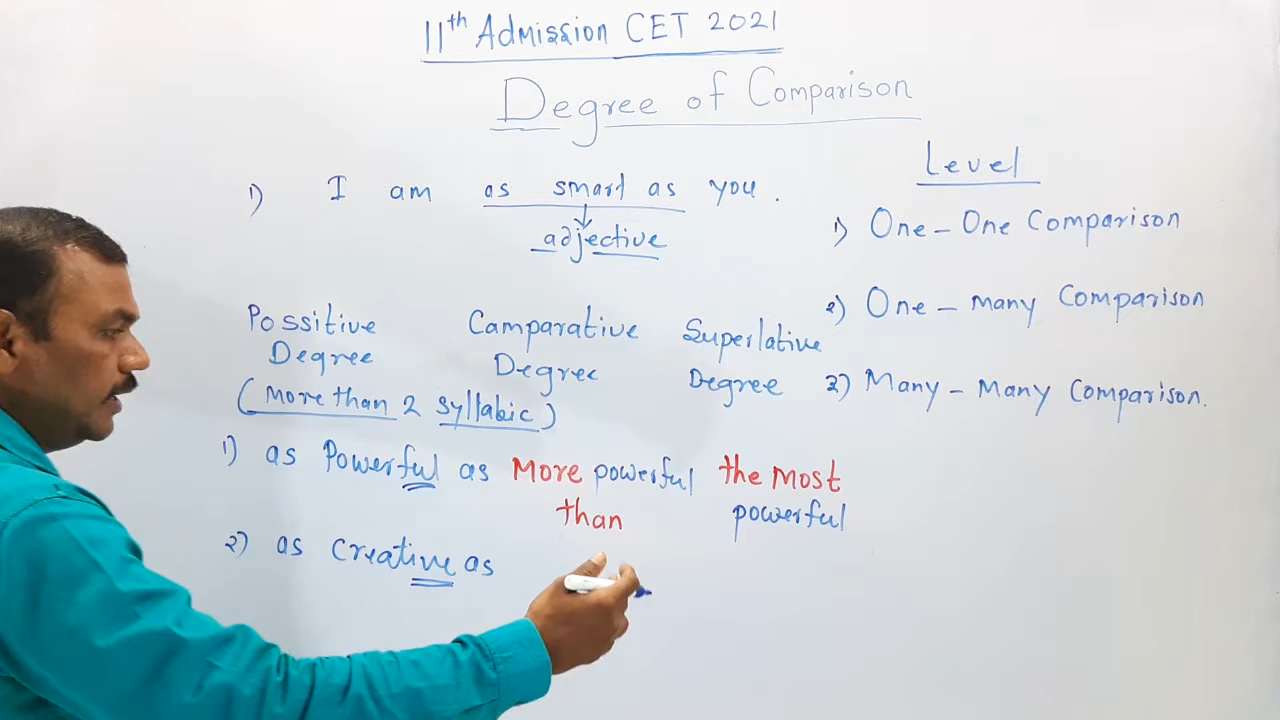 11th Admission CET 2021
Degree of Comparison
1) I am as smart as you.
adjective
Level
1) One - One Comparison
2) One - many Comparison
3) Many - Many Comparison.
Possitive Degree
Camparative Degree
Superlative Degree
(More than 2 syllabic)
1) as Powerful as More powerful than the most powerful
2) as Creative as